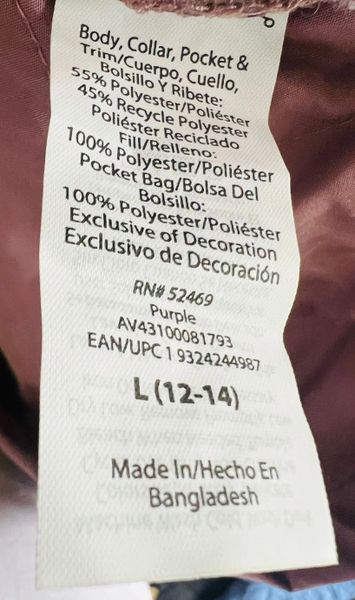 Body, Collar, Pocket &
Trim/Cuerpo, Cuello,
Bolsillo Y Ribete:
55% Polyester/Poliéster
45% Recycle Polyester
Poliéster Reciclado
Fill/Relleno:
100% Polyester/Poliéster
Pocket Bag/Bolsa Del
Bolsillo:
100% Polyester/Poliéster
Exclusive of Decoration
Exclusivo de Decoración
RN# 52469
Purple
AV43100081793
EAN/UPC 19324244987
L (12-14)
Made In/Hecho En
Bangladesh